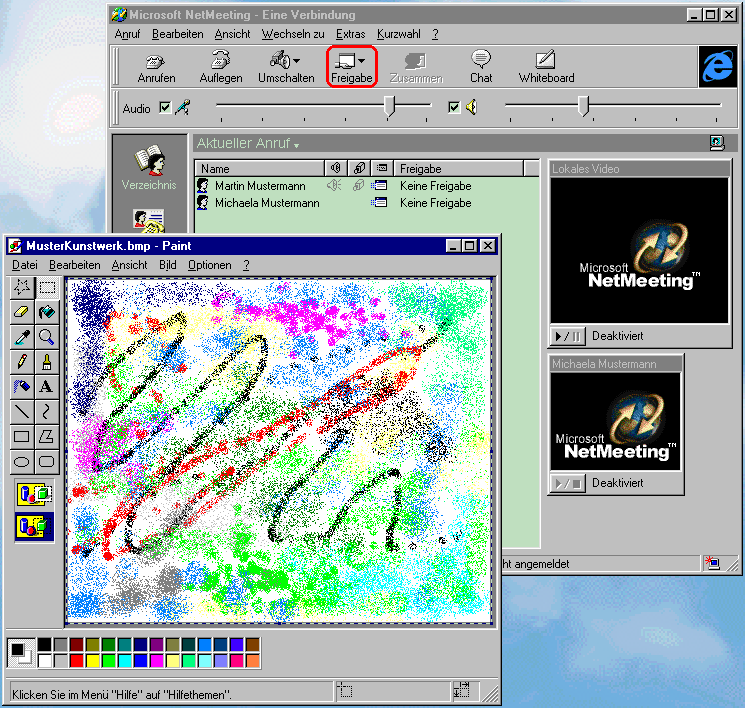 Microsoft NetMeeting - Eine Verbindung
Anruf Bearbeiten Ansicht Wechseln zu Extras Kurzwahl ?
Anrufen Auflegen Umschalten Freigabe Zusammen Chat Whiteboard
Audio
Aktueller Anruf
Verzeichnis
Name Freigabe
Martin Mustermann Keine Freigabe
Michaela Mustermann Keine Freigabe
Lokales Video
Microsoft
NetMeeting™
Deaktiviert
Michaela Mustermann
Microsoft
NetMeeting™
Deaktiviert
ht angemeldet
MusterKunstwerk.bmp - Paint
Datei Bearbeiten Ansicht Bild Optionen ?
A
Klicken Sie im Menü "Hilfe" auf "Hilfethemen".